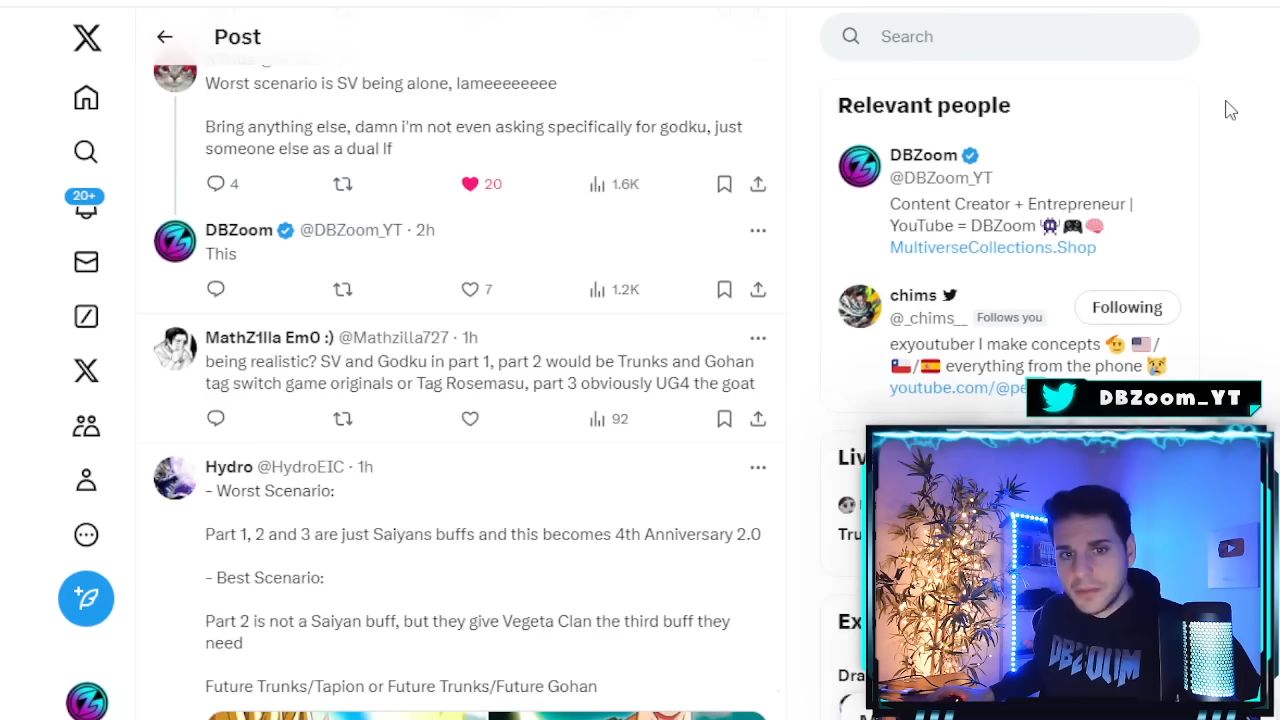 Post
Search
Worst scenario is SV being alone, lameeeeeeee
Bring anything else, damn i'm not even asking specifically for godku, just
someone else as a dual lf
4
20
1.6K
20+
DBZoom @DBZoom_YT · 2h
This
7
1.2K
MathZ1lla Em0 :) @Mathzilla727 · 1h
being realistic? SV and Godku in part 1, part 2 would be Trunks and Gohan
tag switch game originals or Tag Rosemasu, part 3 obviously UG4 the goat
92
Hydro @HydroEIC · 1h
- Worst Scenario:
Part 1, 2 and 3 are just Saiyans buffs and this becomes 4th Anniversary 2.0
- Best Scenario:
Part 2 is not a Saiyan buff, but they give Vegeta Clan the third buff they
need
Future Trunks/Tapion or Future Trunks/Future Gohan
Relevant people
DBZoom
@DBZoom_YT
Content Creator + Entrepreneur |
YouTube = DBZoom
MultiverseCollections.Shop
chims
@_chims__ Follows you
Following
exyoutuber I make concepts
everything from the phone
youtube.com/@pe
DBZoom_YT
Liv
Tru
Ex
Dra
DBZOOM